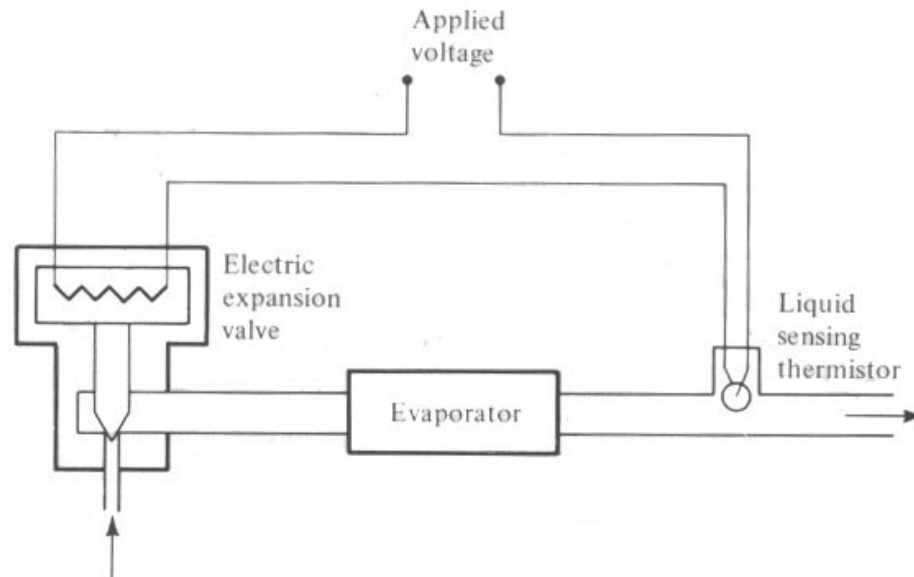 Applied
voltage
Electric
expansion
valve
Liquid
sensing
thermistor
Evaporator